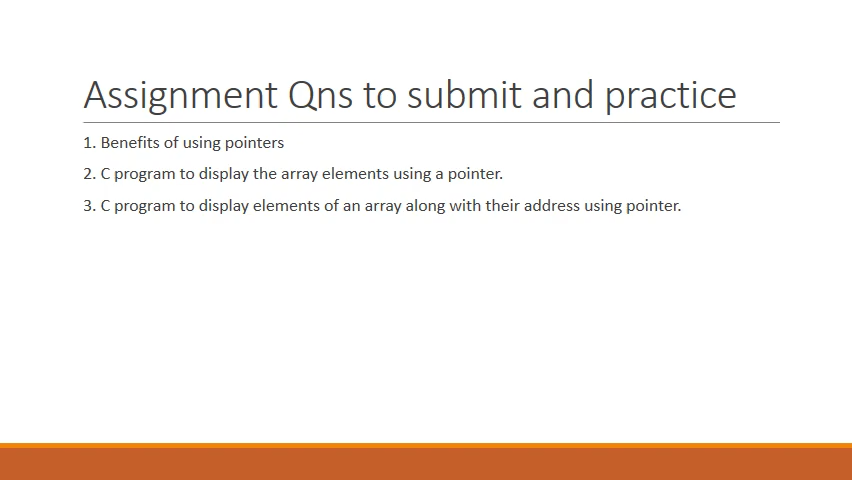 Assignment Qns to submit and practice
1. Benefits of using pointers
2. C program to display the array elements using a pointer.
3. C program to display elements of an array along with their address using pointer.